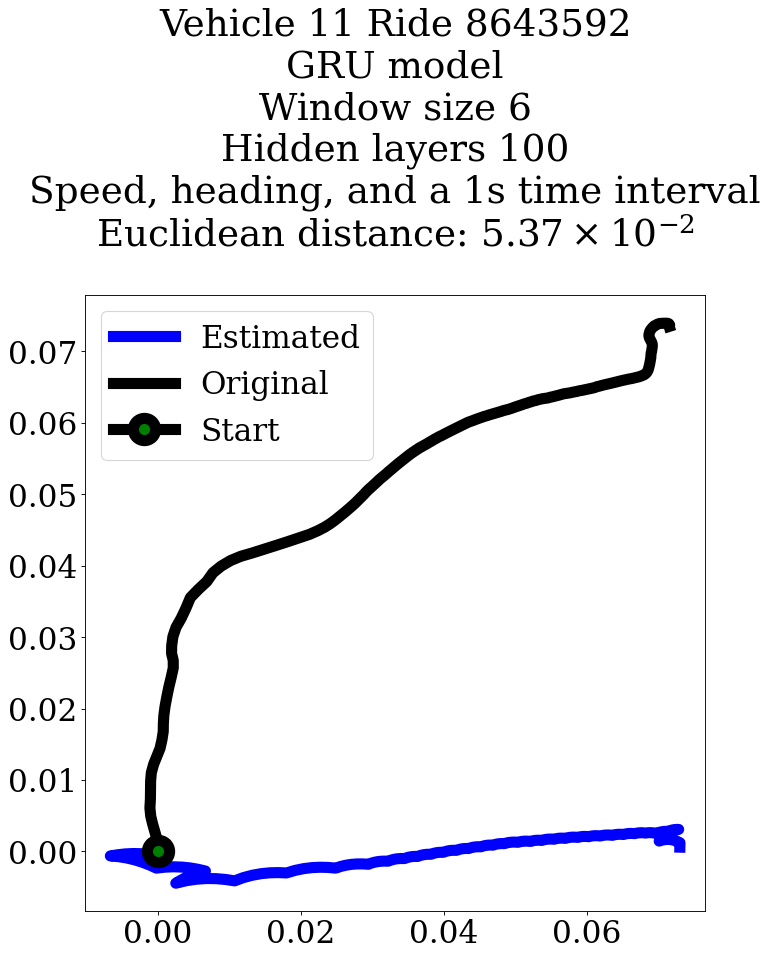 Vehicle 11 Ride 8643592
GRU model
Window size 6
Hidden layers 100
Speed, heading, and a 1s time interval
Euclidean distance: 5.37 × 10⁻²
Estimated
Original
Start
0.07
0.06
0.05
0.04
0.03
0.02
0.01
0.00
0.00 0.02 0.04 0.06